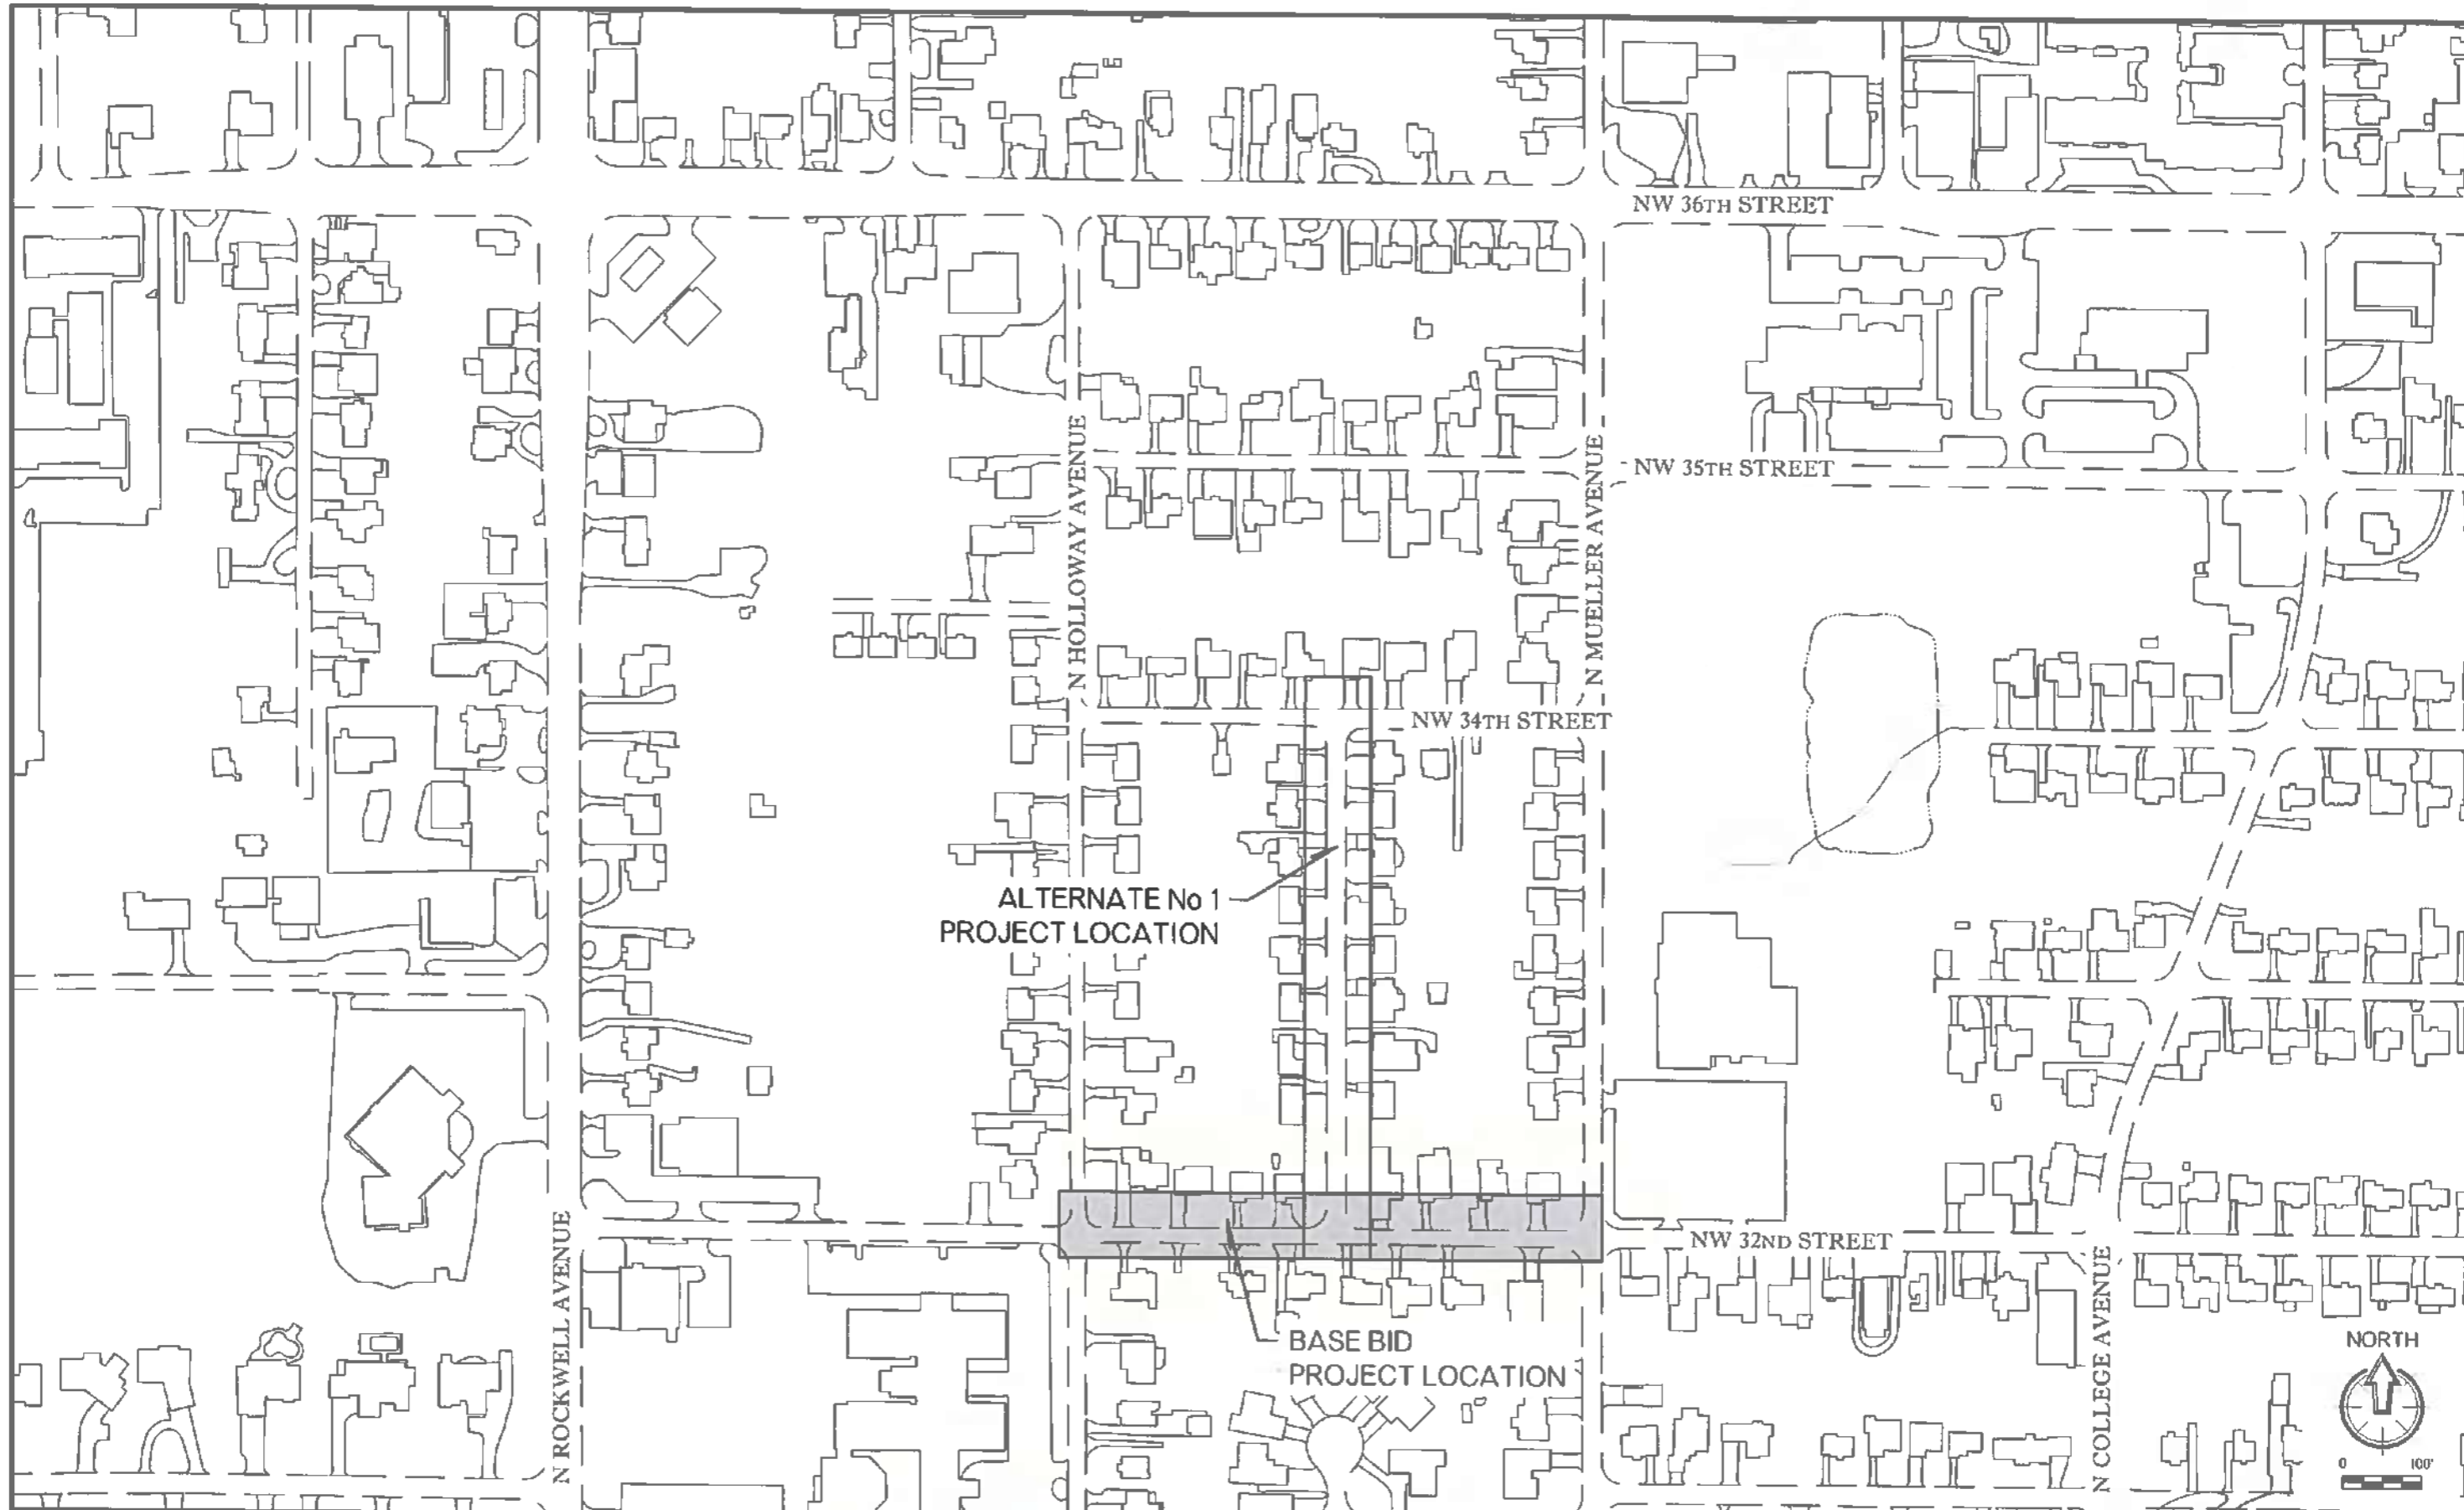 NW 36TH STREET
N HOLLOWAY AVENUE
N MUELLER AVENUE
NW 35TH STREET
NW 34TH STREET
ALTERNATE No 1
PROJECT LOCATION
N ROCKWELL AVENUE
NW 32ND STREET
N COLLEGE AVENUE
BASE BID
PROJECT LOCATION
NORTH
0 100'